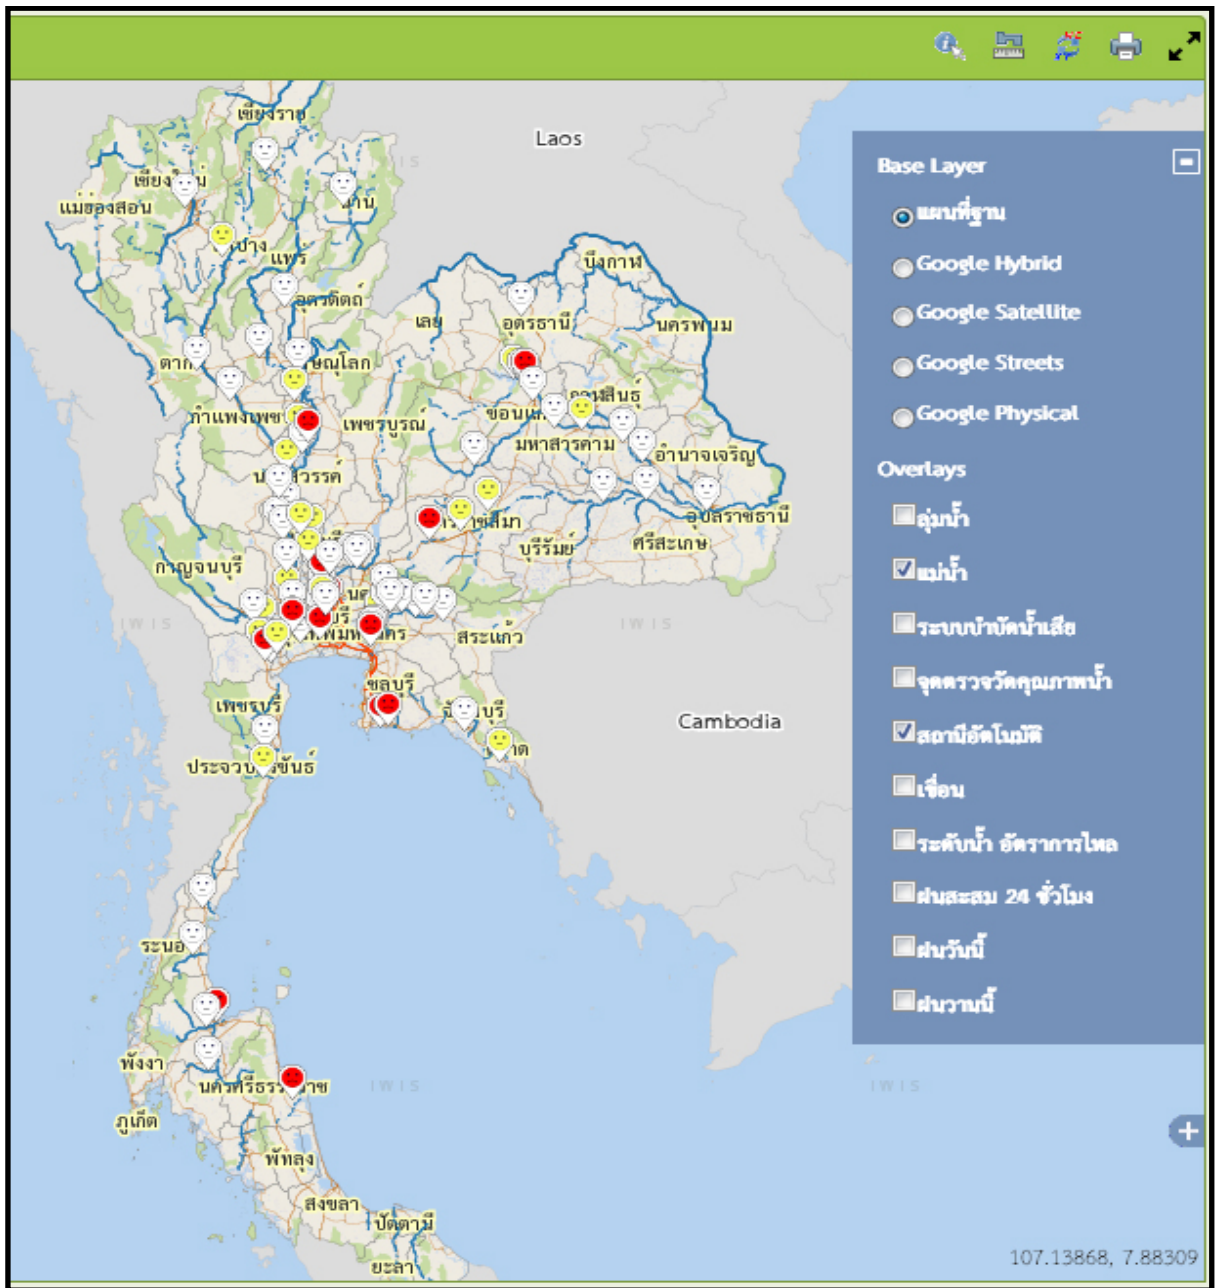 เชียงราย
Laos
IWIS
Base Layer
แม่ฮ่องสอน
น่าน
แผนที่ฐาน
แพร่
บึงกาฬ
Google Hybrid
อุตรดิตถ์
เลย
อุดรธานี
นครพนม
Google Satellite
ตาก
Google Streets
เพชรบูรณ์
Google Physical
มหาสารคาม
อำนาจเจริญ
Overlays
อุบลราชธานี
ลุ่มน้ำ
บุรีรัมย์
ศรีสะเกษ
กาญจนบุรี
แม่น้ำ
IWIS
IWIS
สระแก้ว
ระบบบำบัดน้ำเสีย
ชลบุรี
จุดตรวจวัดคุณภาพน้ำ
เพชรบุรี
Cambodia
สถานีอัตโนมัติ
เขื่อน
ระดับน้ำ อัตราการไหล
ฝนสะสม 24 ชั่วโมง
ฝนวันนี้
ฝนวานนี้
พังงา
IWIS
IWIS
ภูเก็ต
พัทลุง
สงขลา
ปัตตานี
ยะลา
107.13868, 7.88309